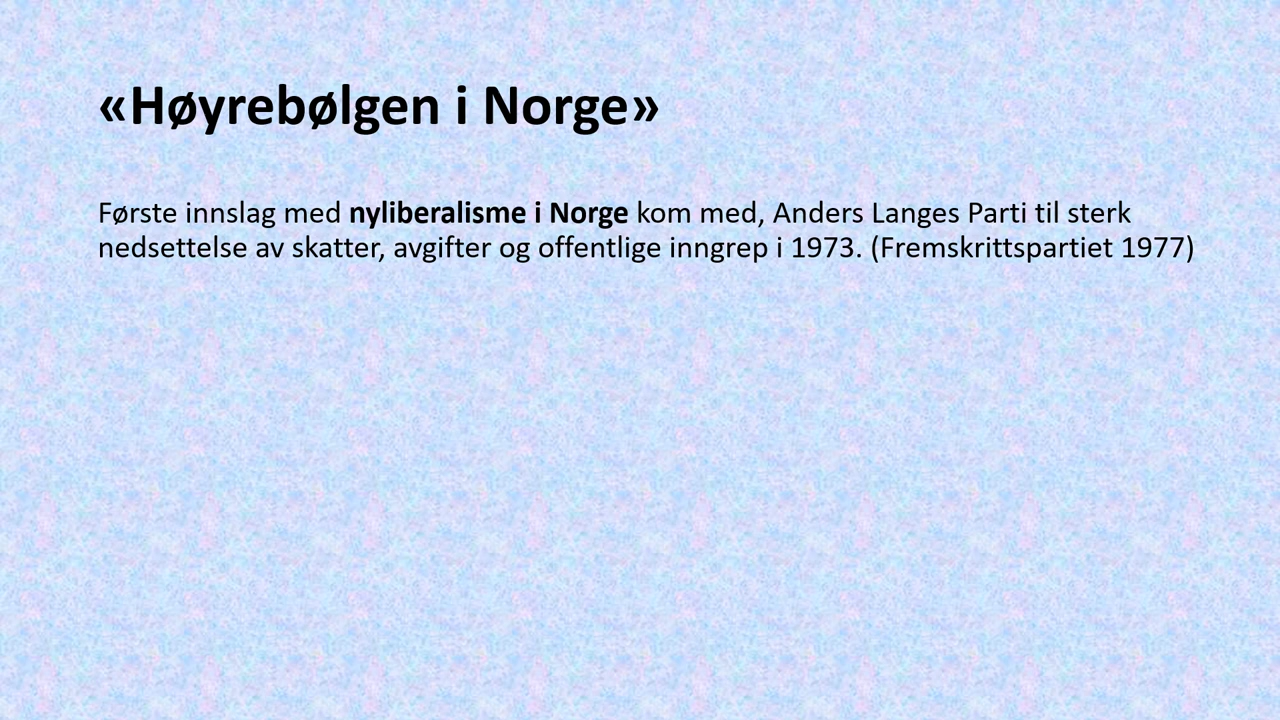 «Høyrebølgen i Norge»
Første innslag med nyliberalisme i Norge kom med, Anders Langes Parti til sterk
nedsettelse av skatter, avgifter og offentlige inngrep i 1973. (Fremskrittspartiet 1977)